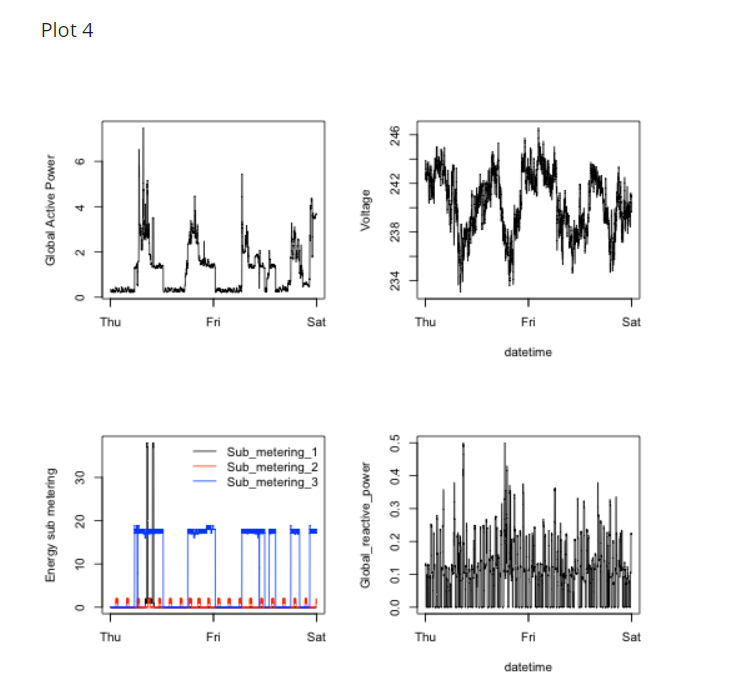 Plot 4
Global Active Power
6
4
2
0
Thu Fri Sat
Voltage
246
242
238
234
Thu Fri Sat
datetime
Energy sub metering
30
20
10
0
Sub_metering_1
Sub_metering_2
Sub_metering_3
Thu Fri Sat
Global_reactive_power
0.5
0.4
0.3
0.2
0.1
0.0
Thu Fri Sat
datetime